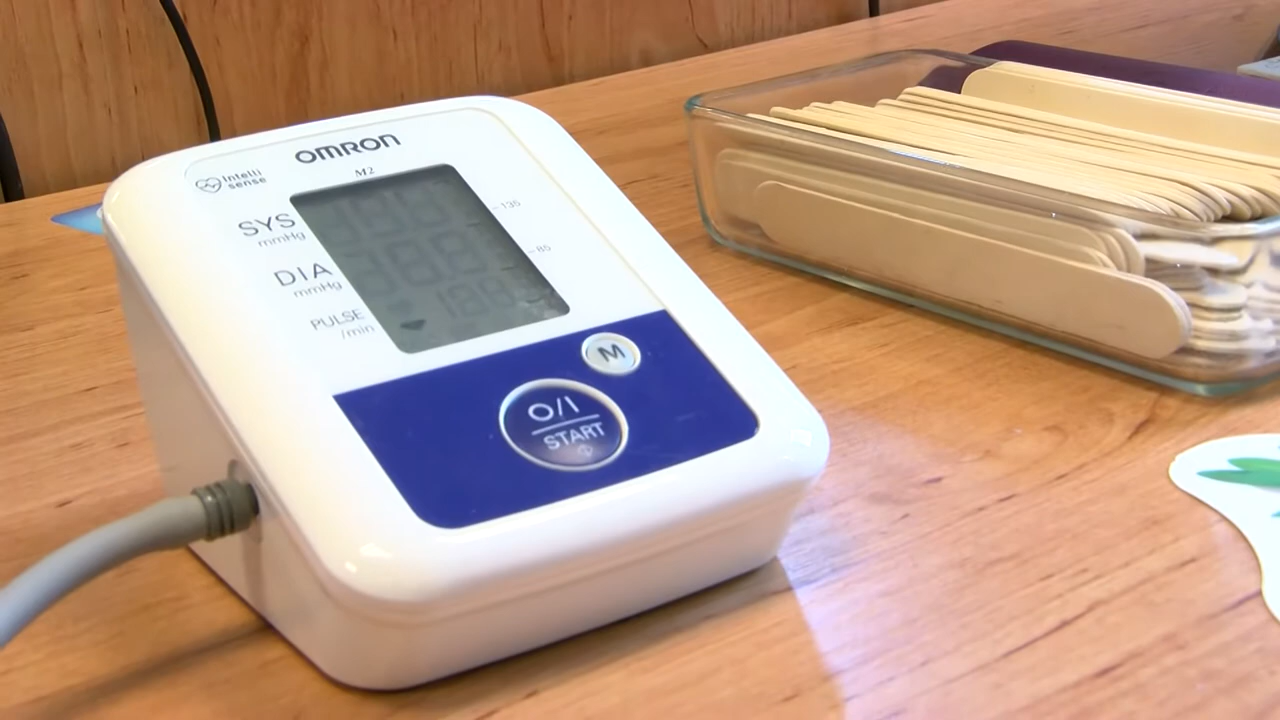 OMRON
M2
intelli
sense
SYS
mmHg
DIA
mmHg
PULSE
/min
135
85
M
O/I
START